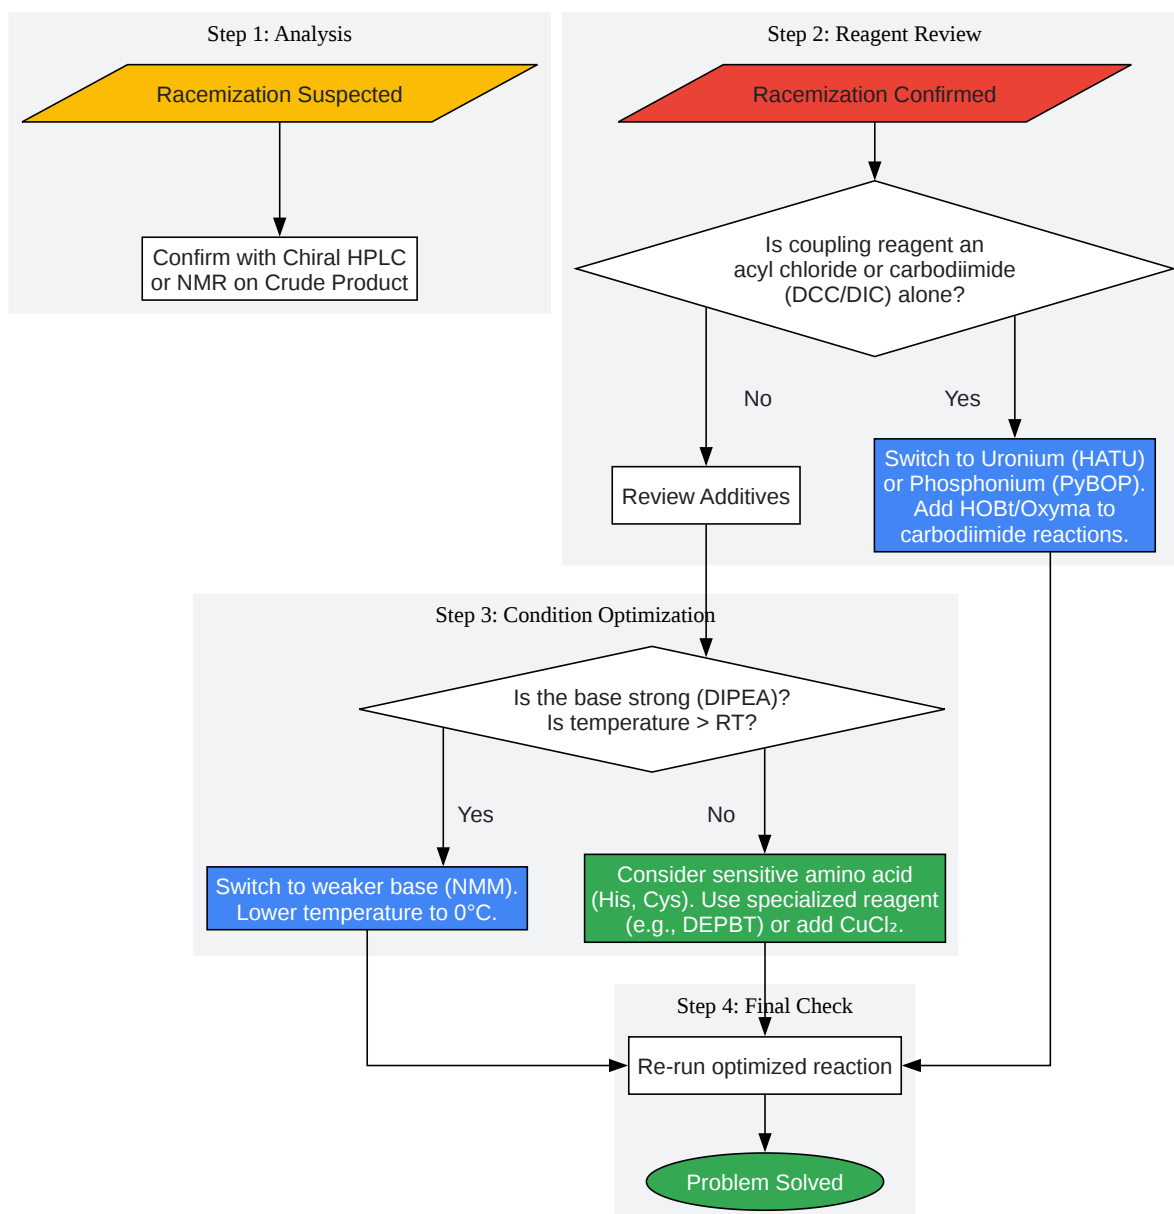 Step 1: Analysis
Racemization Suspected
Confirm with Chiral HPLC
or NMR on Crude Product
Step 2: Reagent Review
Racemization Confirmed
Is coupling reagent an
acyl chloride or carbodiimide
(DCC/DIC) alone?
No
Yes
Review Additives
Switch to Uronium (HATU)
or Phosphonium (PyBOP).
Add HOBt/Oxyma to
carbodiimide reactions.
Step 3: Condition Optimization
Is the base strong (DIPEA)?
Is temperature > RT?
Yes
No
Switch to weaker base (NMM).
Lower temperature to 0°C.
Consider sensitive amino acid
(His, Cys). Use specialized reagent
(e.g., DEPBT) or add CuCl₂.
Step 4: Final Check
Re-run optimized reaction
Problem Solved